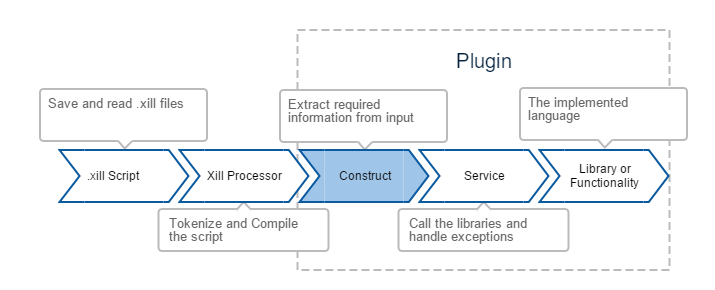 Plugin
Save and read .xill files
Extract required
information from input
The implemented
language
.xill Script
Xill Processor
Construct
Service
Library or
Functionality
Tokenize and Compile
the script
Call the libraries and
handle exceptions